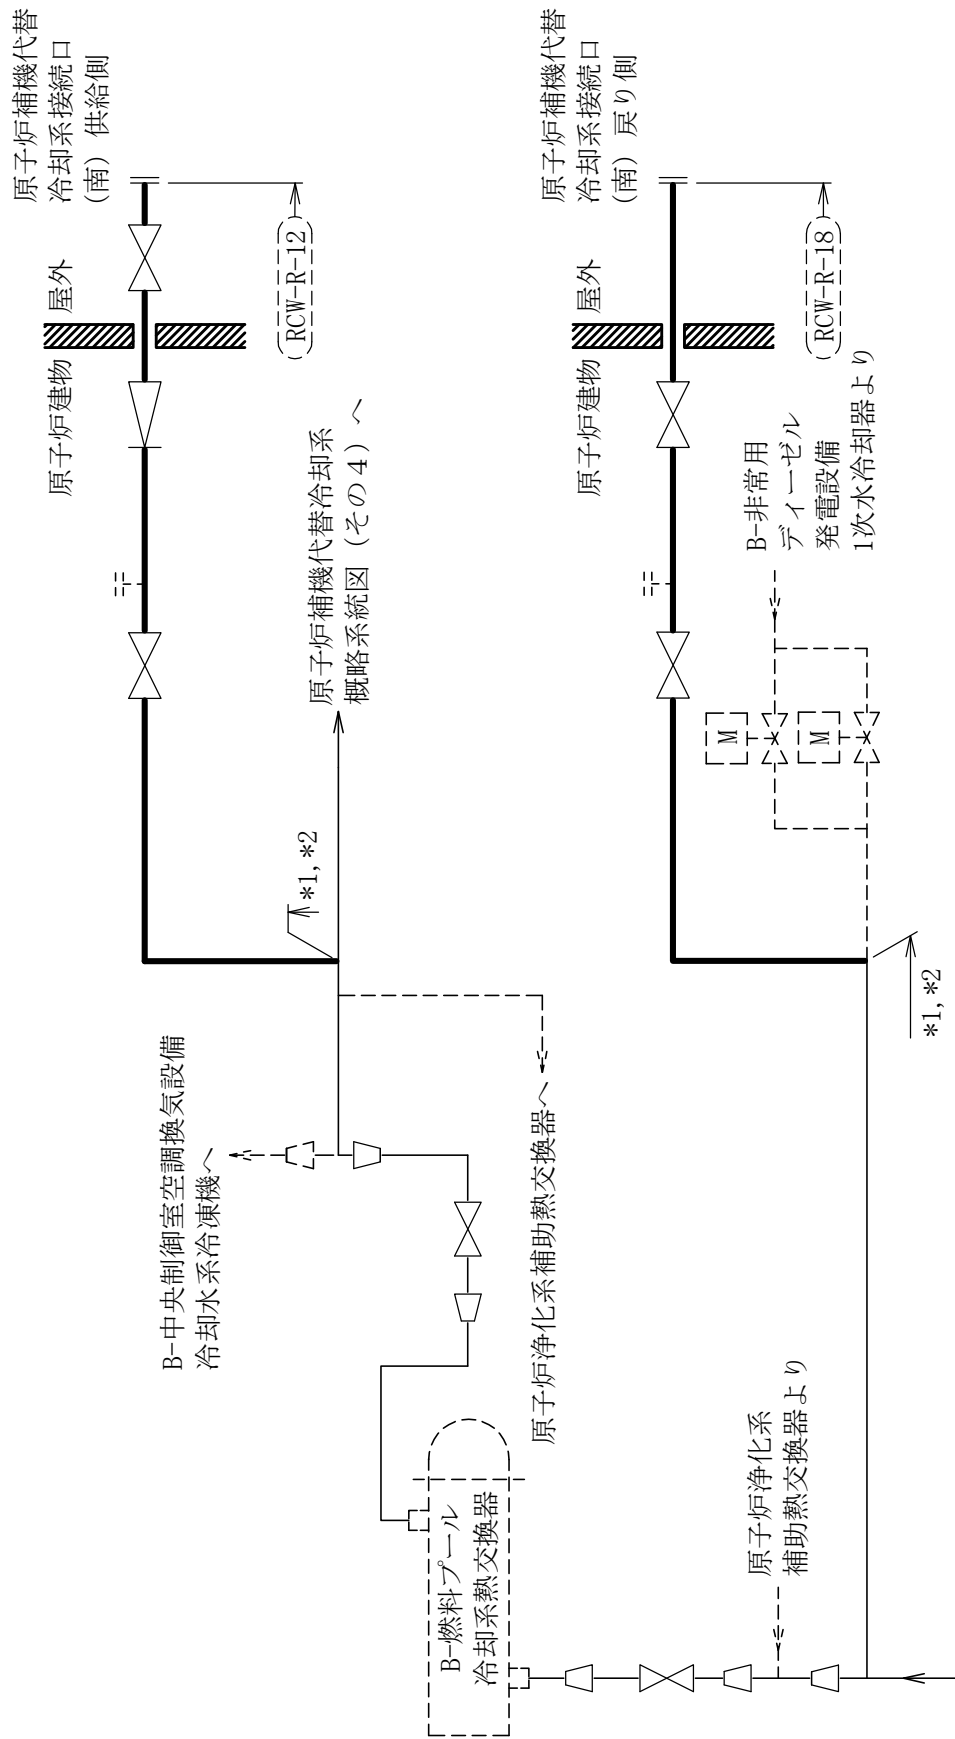 原子炉補機代替
冷却系接続口
(南) 供給側
屋外
原子炉建物
RCW-R-12
原子炉補機代替冷却系
概略系統図（その４）へ
*1, *2
B-中央制御室空調換気設備
冷却水系冷凍機へ
原子炉浄化系補助熱交換器へ
B-燃料プール
冷却系熱交換器
原子炉補機代替
冷却系接続口
(南) 戻り側
屋外
原子炉建物
RCW-R-18
B-非常用
ディーゼル
発電設備
1次水冷却器より
M
M
*1, *2
原子炉浄化系
補助熱交換器より